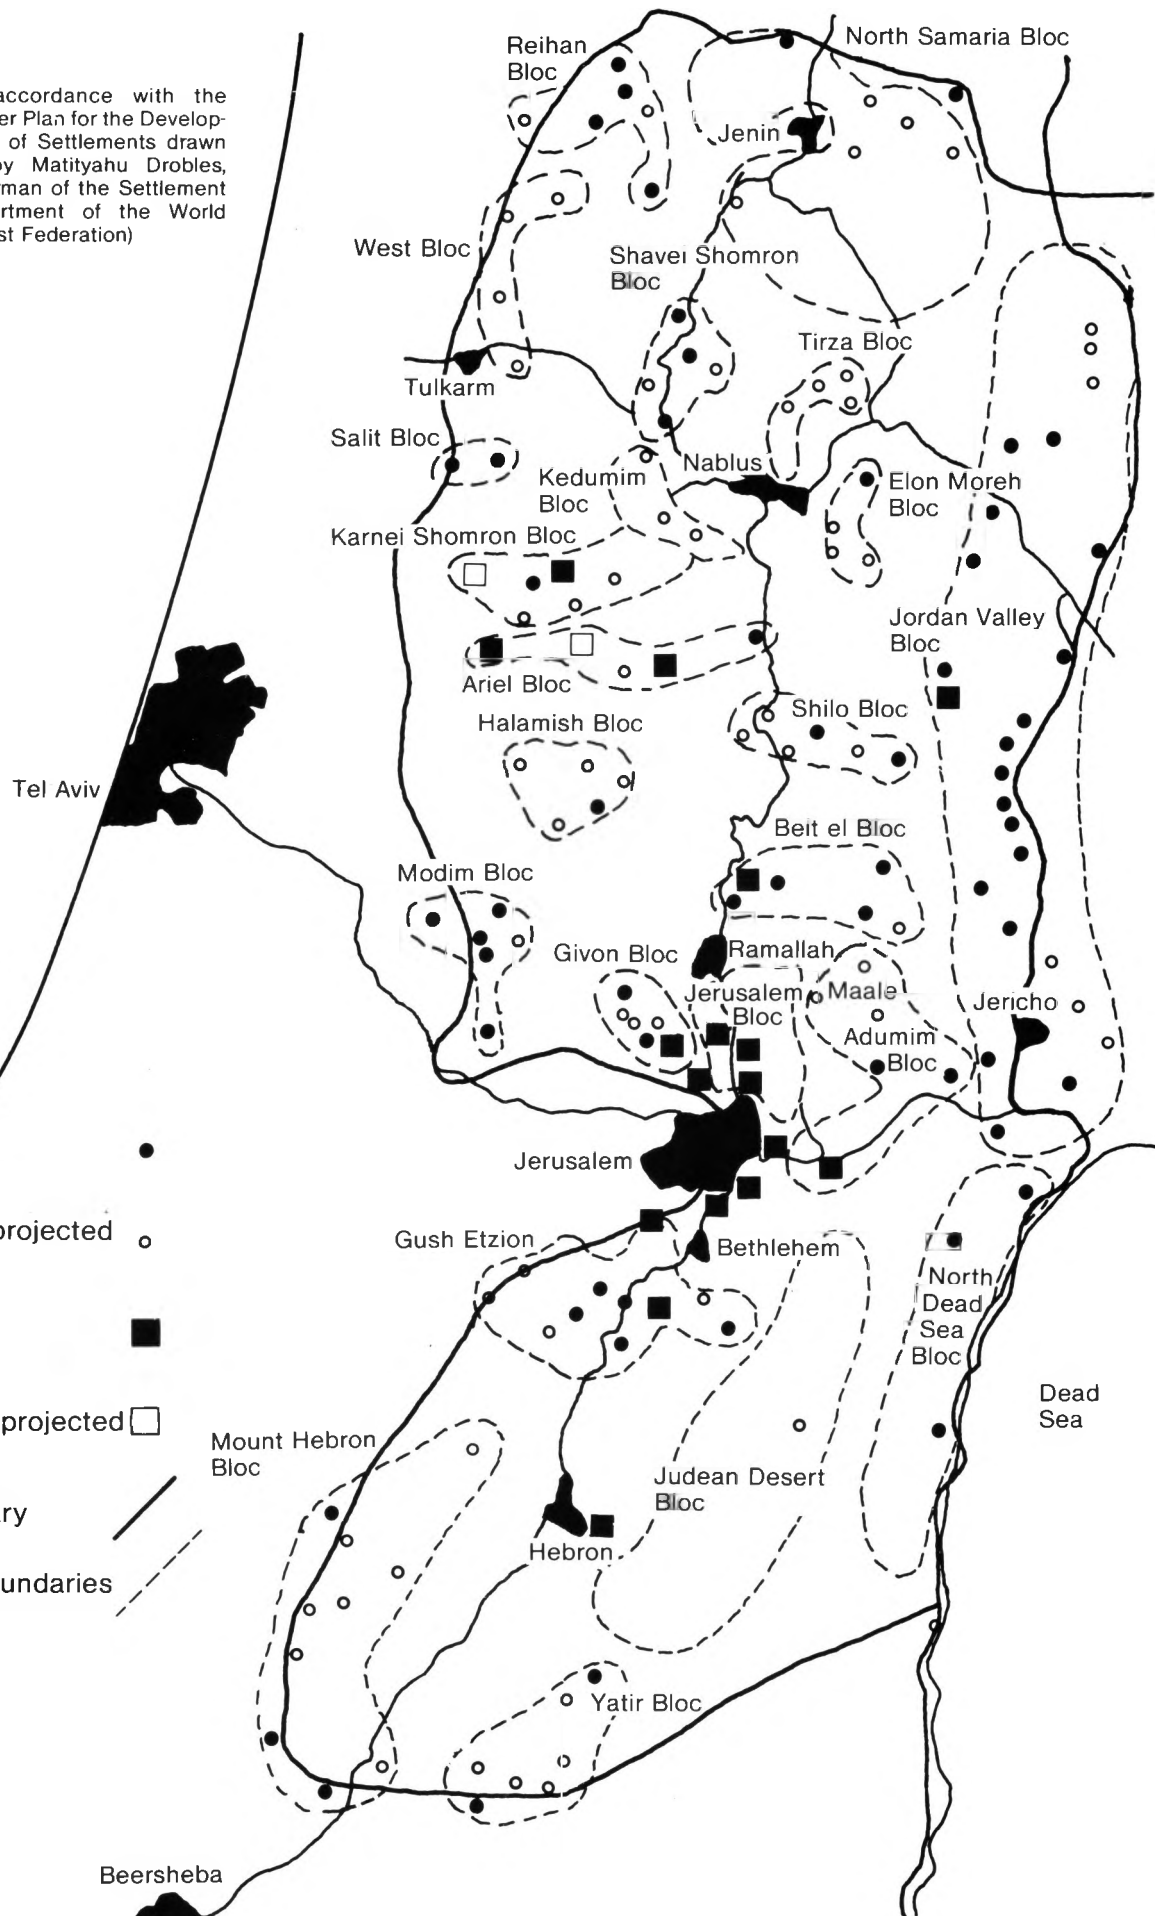 accordance with the
er Plan for the Develop-
of Settlements drawn
by Matityahu Drobles,
rman of the Settlement
rtment of the World
st Federation)
Reihan
Bloc
North Samaria Bloc
Jenin
West Bloc
Shavei Shomron
Bloc
Tirza Bloc
Tulkarm
Salit Bloc
Kedumim
Bloc
Nablus
Elon Moreh
Bloc
Karnei Shomron Bloc
Jordan Valley
Bloc
Ariel Bloc
Halamish Bloc
Shilo Bloc
Tel Aviv
Beit el Bloc
Modim Bloc
Givon Bloc
Ramallah
Jerusalem
Bloc
Maale
Adumim
Bloc
Jericho
Jerusalem
projected
Gush Etzion
Bethlehem
North
Dead
Sea
Bloc
Dead
Sea
projected
Mount Hebron
Bloc
Judean Desert
Bloc
ry
Hebron
undaries
Yatir Bloc
Beersheba